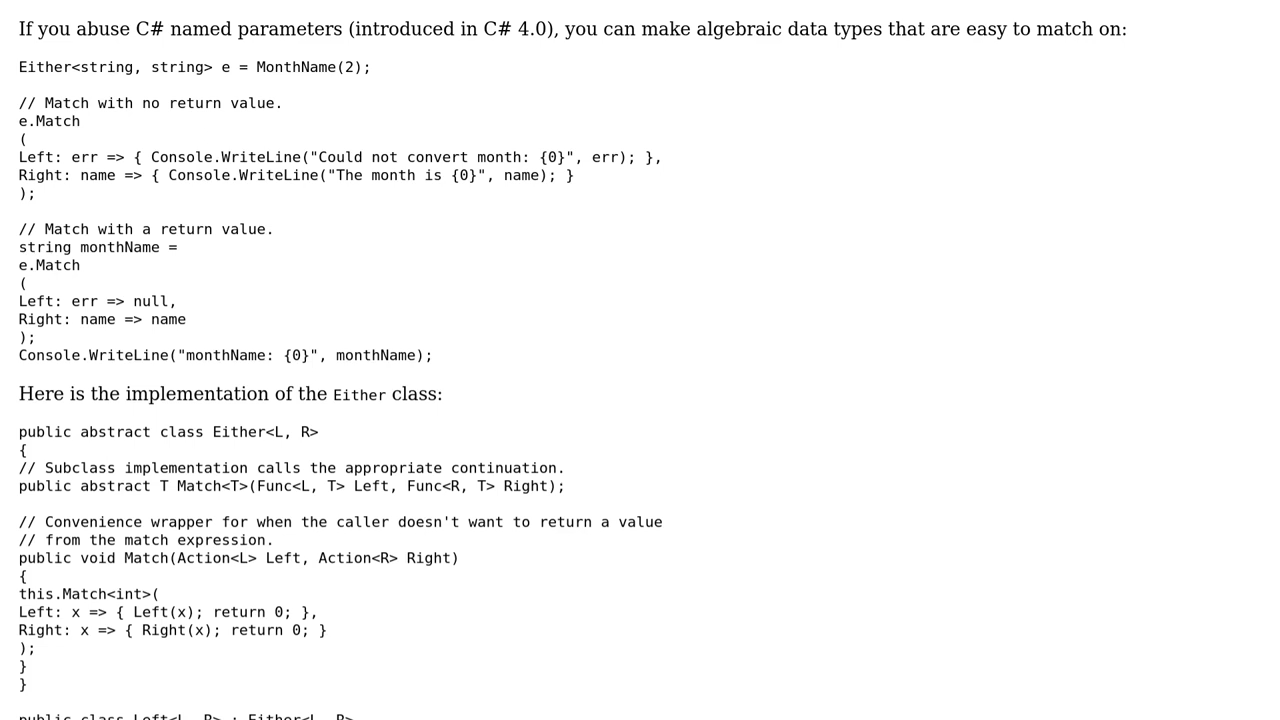 If you abuse C# named parameters (introduced in C# 4.0), you can make algebraic data types that are easy to match on:
Either<string, string> e = MonthName(2);
// Match with no return value.
e.Match
(
Left: err => { Console.WriteLine("Could not convert month: {0}", err); },
Right: name => { Console.WriteLine("The month is {0}", name); }
);
// Match with a return value.
string monthName =
e.Match
(
Left: err => null,
Right: name => name
);
Console.WriteLine("monthName: {0}", monthName);
Here is the implementation of the Either class:
public abstract class Either<L, R>
{
// Subclass implementation calls the appropriate continuation.
public abstract T Match<T>(Func<L, T> Left, Func<R, T> Right);
// Convenience wrapper for when the caller doesn't want to return a value
// from the match expression.
public void Match(Action<L> Left, Action<R> Right)
{
this.Match<int>(
Left: x => { Left(x); return 0; },
Right: x => { Right(x); return 0; }
);
}
}
public class Left<L, R> : Either<L, R>